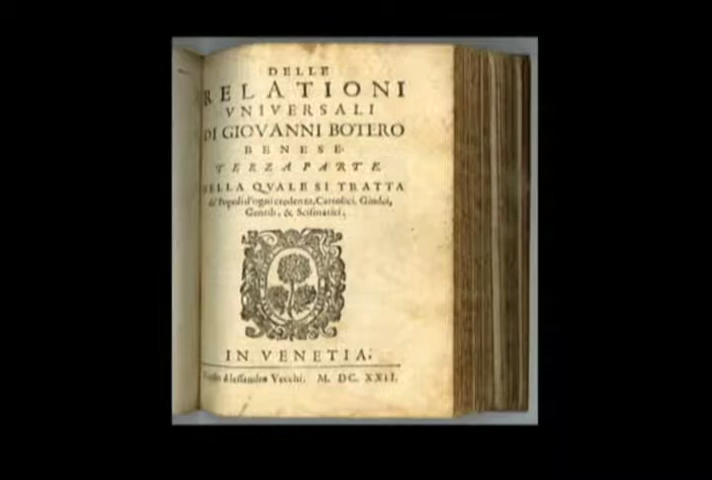 DELLE
RELATIONI
VNIVERSALI
DI GIOVANNI BOTERO
BENESE.
TERZA PARTE
NELLA QVALE SI TRATTA
de' Popoli d'ogni credenza, Cattolici, Giudei,
Gentili, & Scismatici.
IN VENETIA,
Alessandro Vecchi. M. DC. XXII.